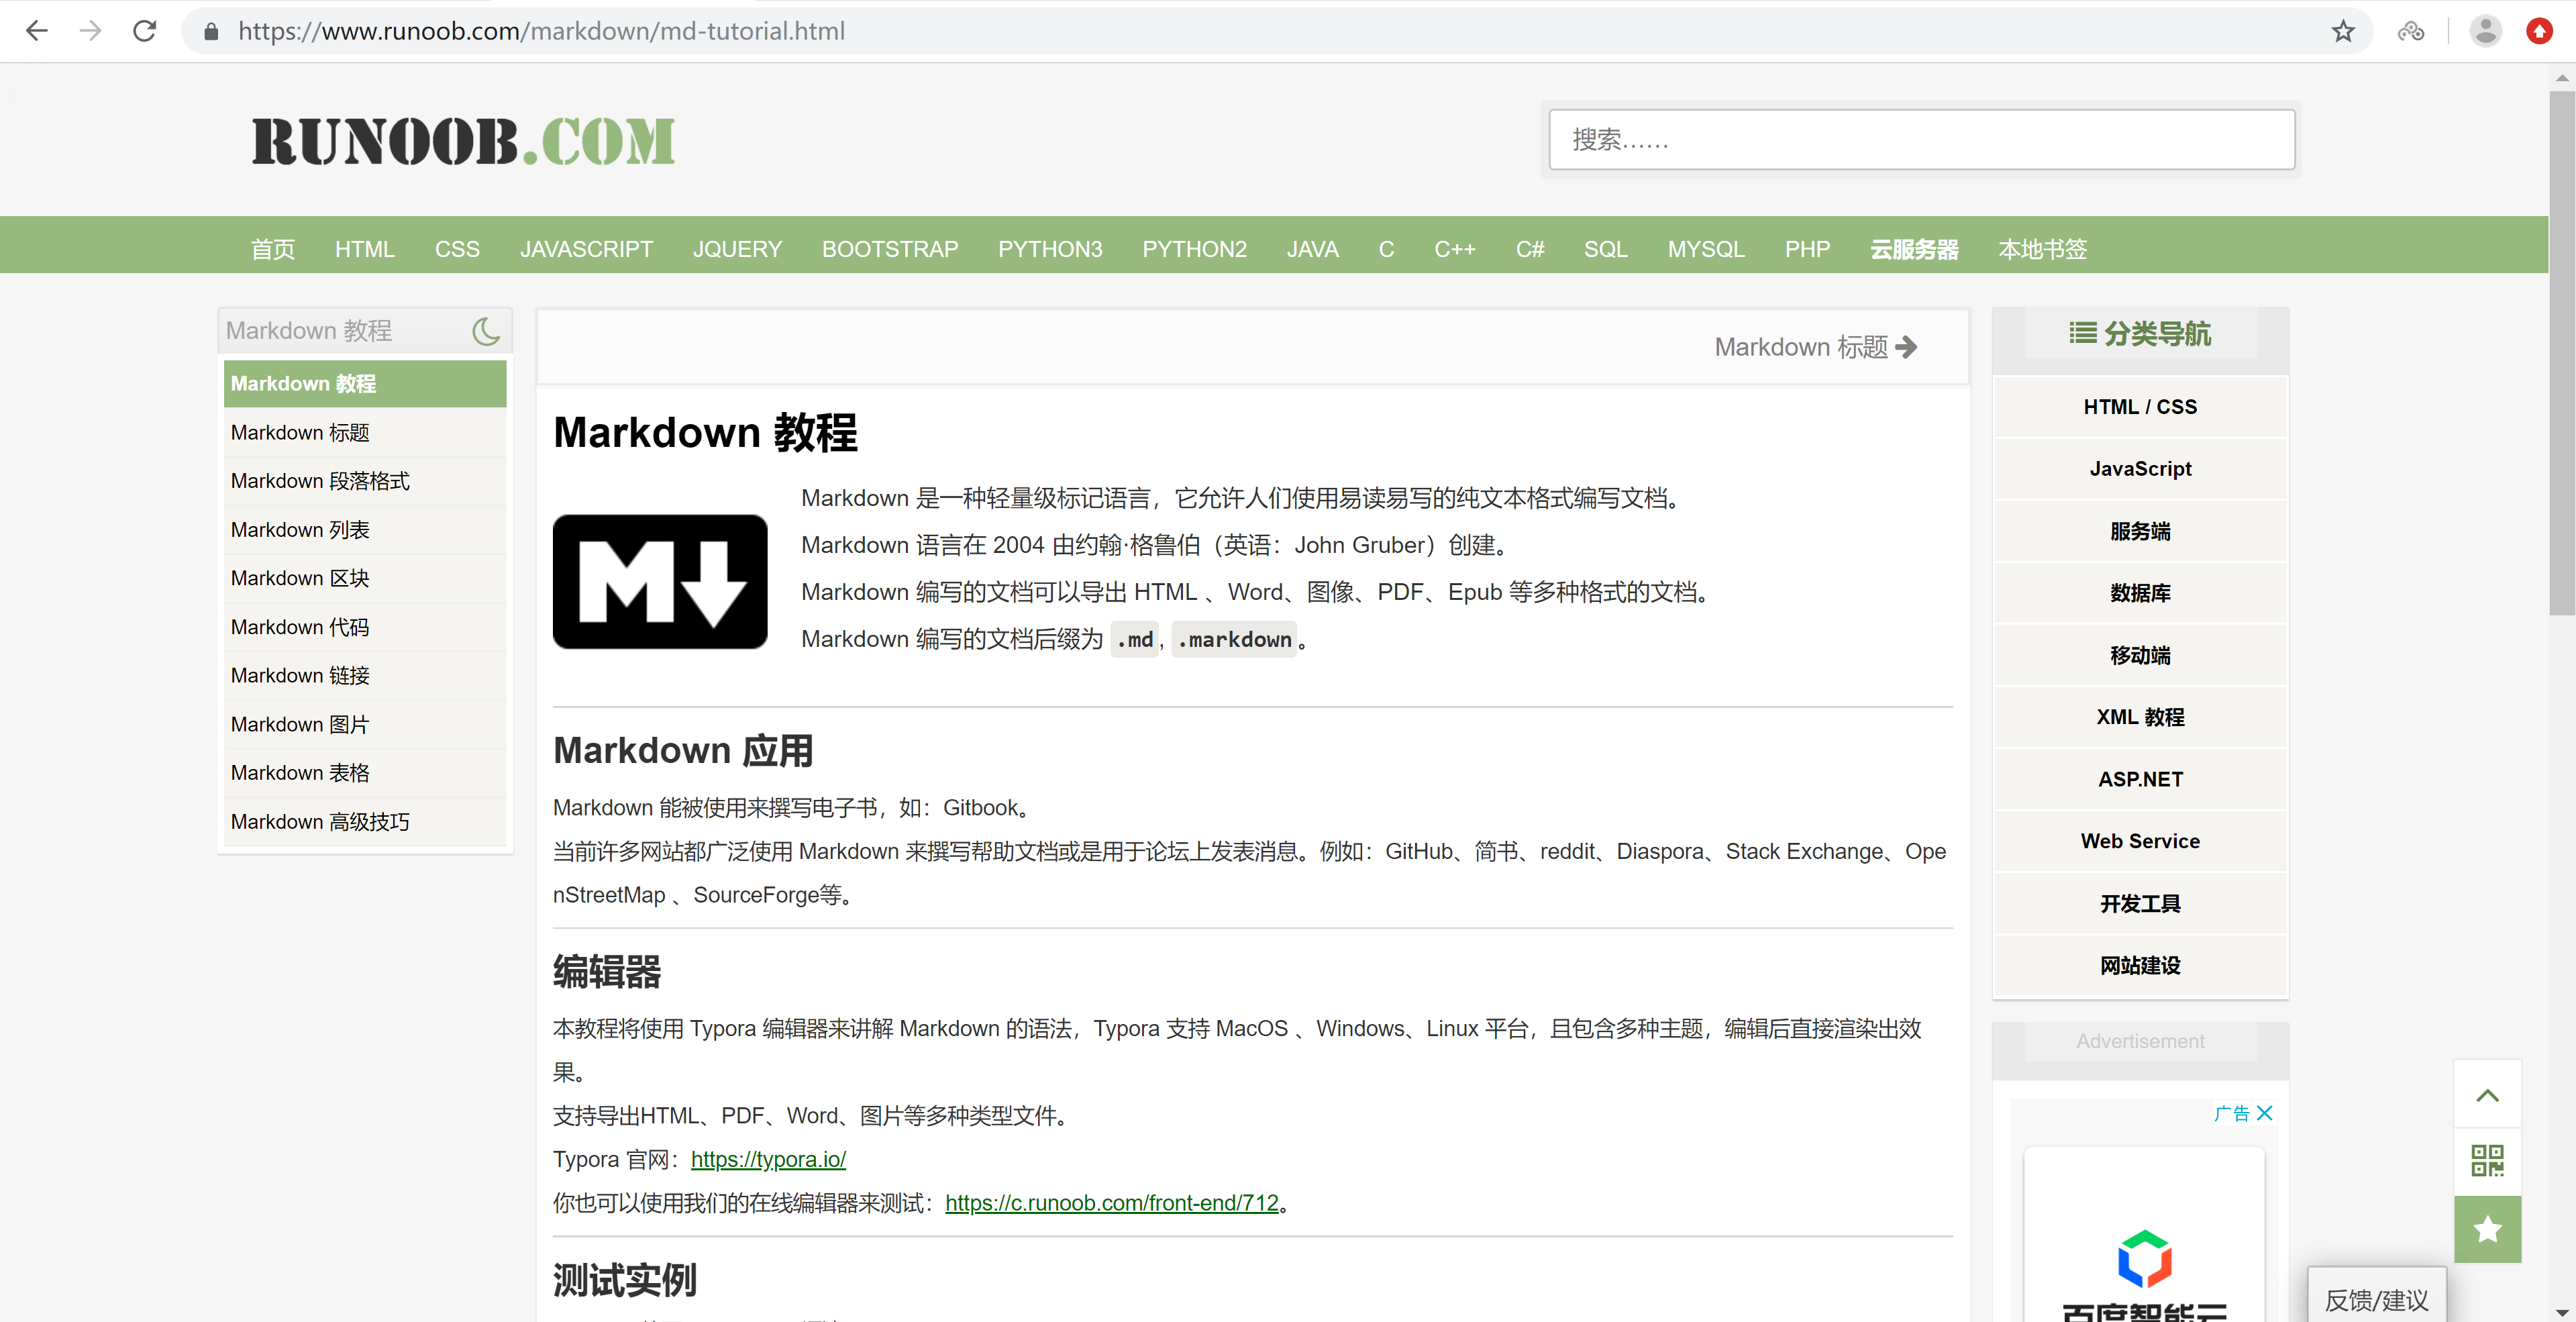 https://www.runoob.com/markdown/md-tutorial.html
RUNOOB.COM
搜索......
首页 HTML CSS JAVASCRIPT JQUERY BOOTSTRAP PYTHON3 PYTHON2 JAVA C C++ C# SQL MYSQL PHP 云服务器 本地书签
Markdown 教程
Markdown 教程
Markdown 标题
Markdown 段落格式
Markdown 列表
Markdown 区块
Markdown 代码
Markdown 链接
Markdown 图片
Markdown 表格
Markdown 高级技巧
Markdown 标题
Markdown 教程
Markdown 是一种轻量级标记语言，它允许人们使用易读易写的纯文本格式编写文档。
Markdown 语言在 2004 由约翰·格鲁伯（英语：John Gruber）创建。
Markdown 编写的文档可以导出 HTML 、Word、图像、PDF、Epub 等多种格式的文档。
Markdown 编写的文档后缀为 .md, .markdown。
M
Markdown 应用
Markdown 能被使用来撰写电子书，如：Gitbook。
当前许多网站都广泛使用 Markdown 来撰写帮助文档或是用于论坛上发表消息。例如：GitHub、简书、reddit、Diaspora、Stack Exchange、Ope
nStreetMap 、SourceForge等。
编辑器
本教程将使用 Typora 编辑器来讲解 Markdown 的语法，Typora 支持 MacOS 、Windows、Linux 平台，且包含多种主题，编辑后直接渲染出效
果。
支持导出HTML、PDF、Word、图片等多种类型文件。
Typora 官网：https://typora.io/
你也可以使用我们的在线编辑器来测试：https://c.runoob.com/front-end/712。
测试实例
分类导航
HTML / CSS
JavaScript
服务端
数据库
移动端
XML 教程
ASP.NET
Web Service
开发工具
网站建设
Advertisement
广告
百度智能云
反馈/建议